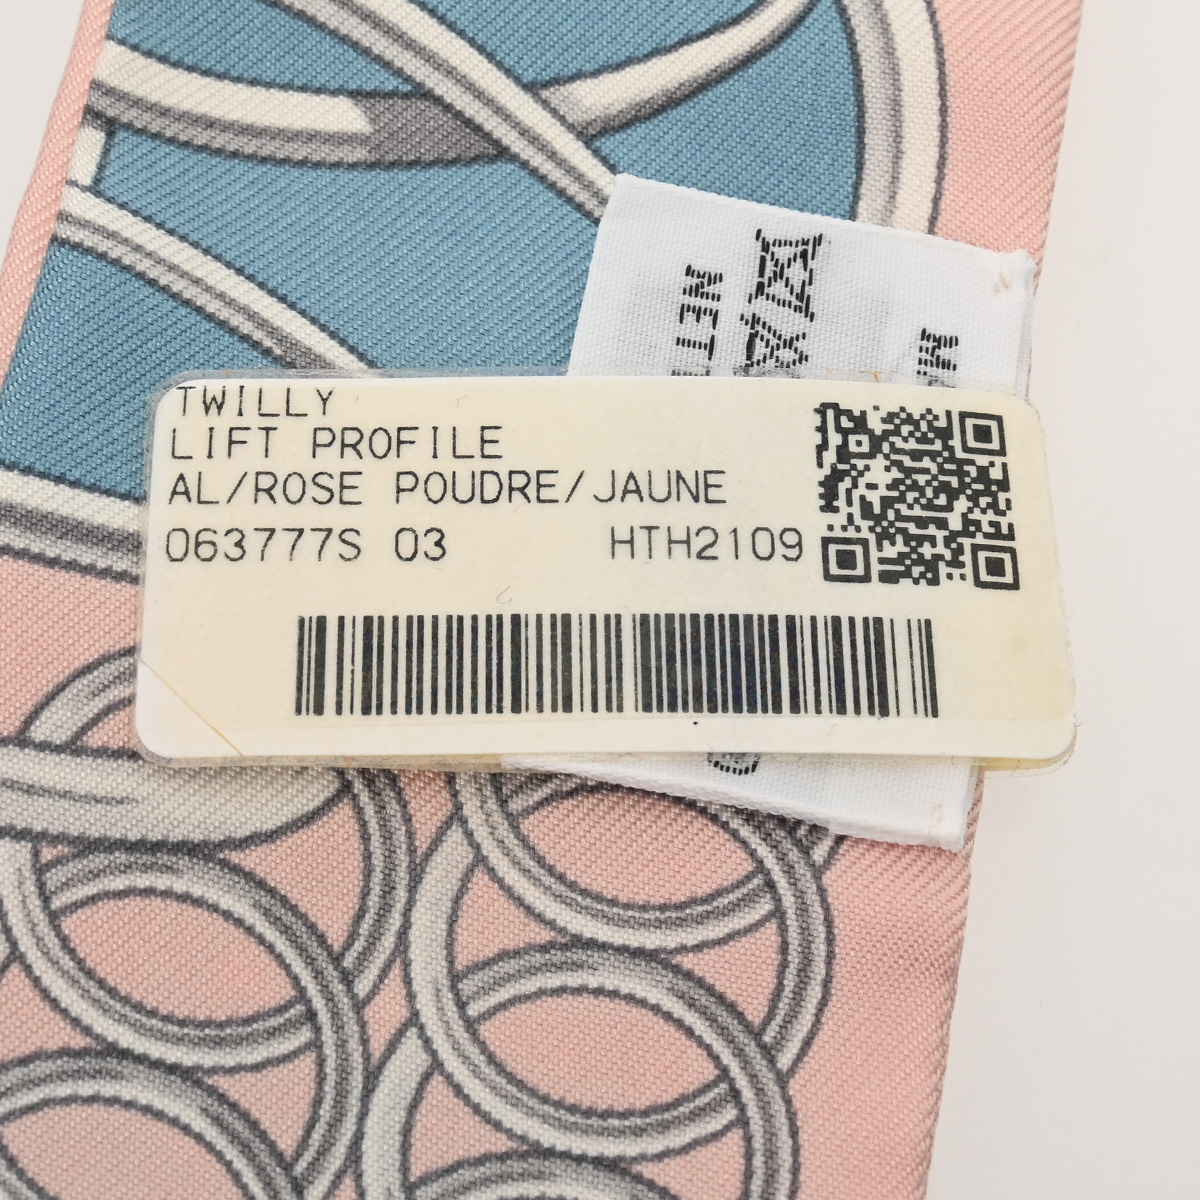 TWILLY
LIFT PROFILE
AL/ROSE POUDRE/JAUNE
063777S 03 HTH2109